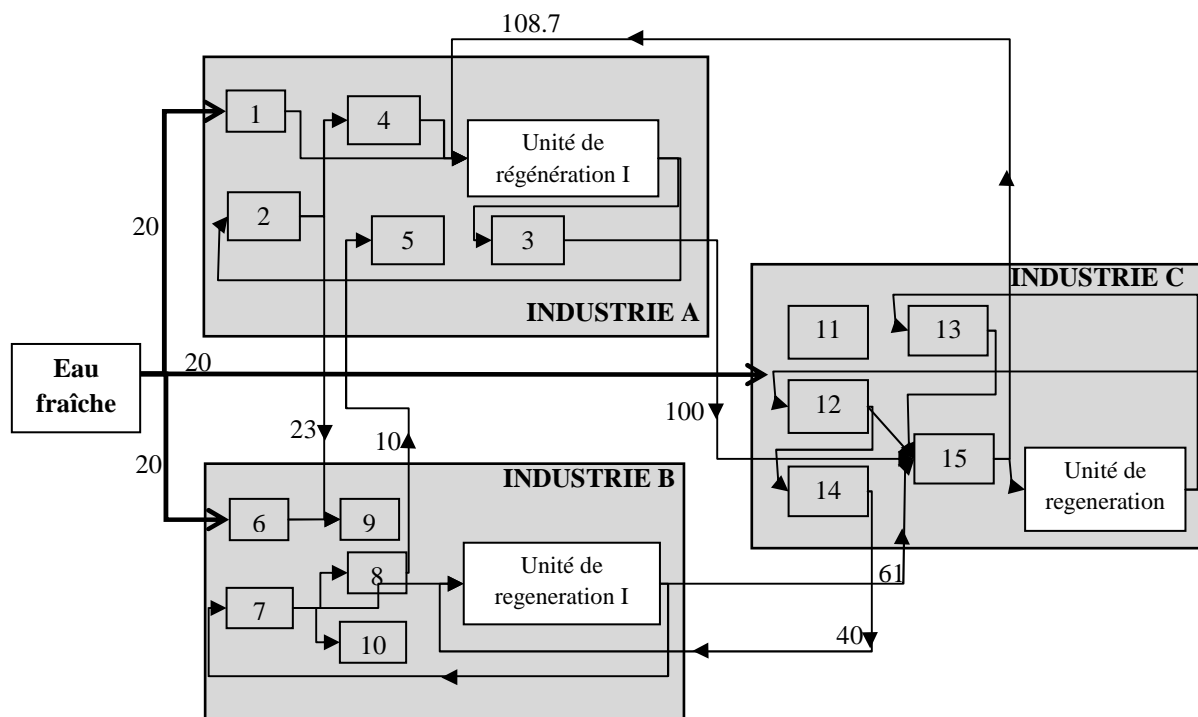 108.7
1
4
Unité de
régénération I
20
2
5
3
INDUSTRIE A
INDUSTRIE C
11
13
Eau
fraîche
20
12
100
23
10
15
20
INDUSTRIE B
14
Unité de
regeneration
6
9
8
Unité de
regeneration I
61
7
10
40